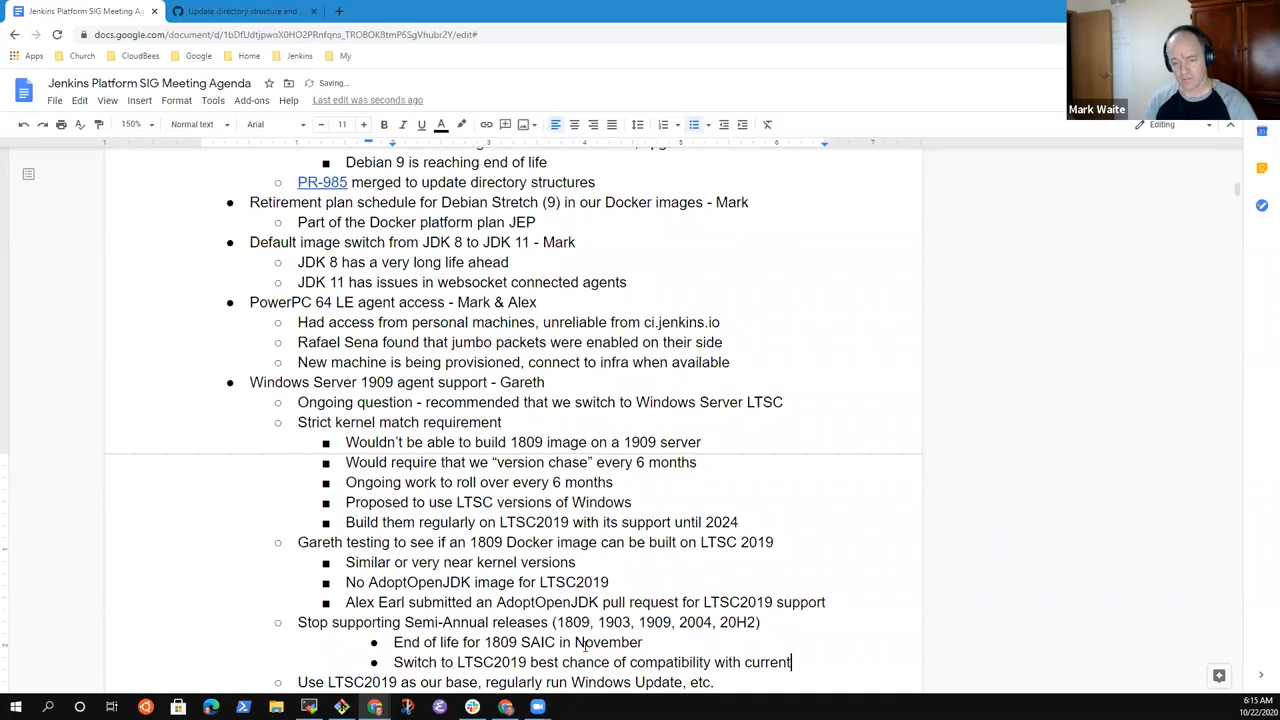 Jenkins Platform SIG Meeting Ag
Update directory structure and
docs.google.com/document/d/1bDfUdtjpwoX0HO2PRnfqns_TROBOK8tmP6SgVhubr2Y/edit#
Apps
Church
CloudBees
Google
Home
Jenkins
My
Mark Waite
Jenkins Platform SIG Meeting Agenda
Saving...
File Edit View Insert Format Tools Add-ons Help Last edit was seconds ago
150% Normal text Arial 11 Editing
Debian 9 is reaching end of life
PR-985 merged to update directory structures
Retirement plan schedule for Debian Stretch (9) in our Docker images - Mark
Part of the Docker platform plan JEP
Default image switch from JDK 8 to JDK 11 - Mark
JDK 8 has a very long life ahead
JDK 11 has issues in websocket connected agents
PowerPC 64 LE agent access - Mark & Alex
Had access from personal machines, unreliable from ci.jenkins.io
Rafael Sena found that jumbo packets were enabled on their side
New machine is being provisioned, connect to infra when available
Windows Server 1909 agent support - Gareth
Ongoing question - recommended that we switch to Windows Server LTSC
Strict kernel match requirement
Wouldn't be able to build 1809 image on a 1909 server
Would require that we “version chase” every 6 months
Ongoing work to roll over every 6 months
Proposed to use LTSC versions of Windows
Build them regularly on LTSC2019 with its support until 2024
Gareth testing to see if an 1809 Docker image can be built on LTSC 2019
Similar or very near kernel versions
No AdoptOpenJDK image for LTSC2019
Alex Earl submitted an AdoptOpenJDK pull request for LTSC2019 support
Stop supporting Semi-Annual releases (1809, 1903, 1909, 2004, 20H2)
End of life for 1809 SAIC in November
Switch to LTSC2019 best chance of compatibility with current
Use LTSC2019 as our base, regularly run Windows Update, etc.
6:15 AM
10/22/2020